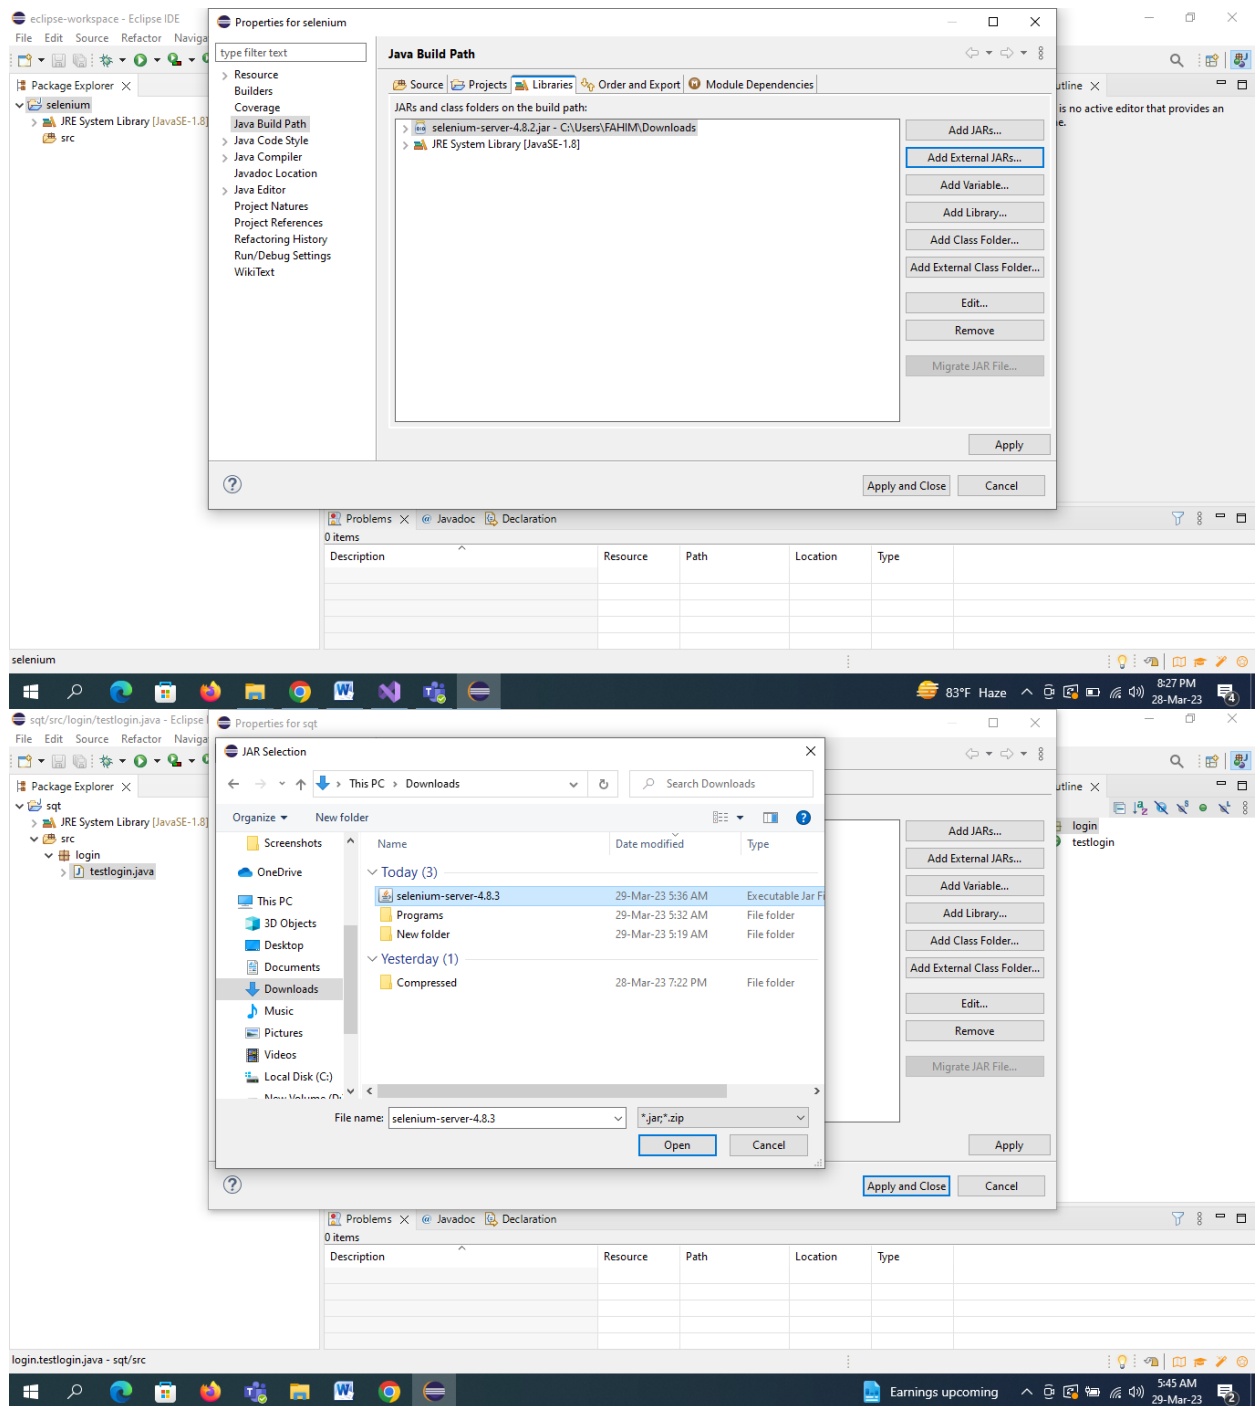 eclipse-workspace - Eclipse IDE
File Edit Source Refactor Naviga
Package Explorer
selenium
JRE System Library [JavaSE-1.8]
src
Properties for selenium
type filter text
Resource
Builders
Coverage
Java Build Path
Java Code Style
Java Compiler
Javadoc Location
Java Editor
Project Natures
Project References
Refactoring History
Run/Debug Settings
WikiText
Java Build Path
Source Projects Libraries Order and Export Module Dependencies
JARs and class folders on the build path:
selenium-server-4.8.2.jar - C:\Users\FAHIM\Downloads
JRE System Library [JavaSE-1.8]
Add JARs...
Add External JARs...
Add Variable...
Add Library...
Add Class Folder...
Add External Class Folder...
Edit...
Remove
Migrate JAR File...
Apply
Apply and Close Cancel
utline
is no active editor that provides an
e.
Problems @ Javadoc Declaration
0 items
Description Resource Path Location Type
selenium
83°F Haze
8:27 PM
28-Mar-23
4
sqt/src/login/testlogin.java - Eclipse I
File Edit Source Refactor Naviga
Package Explorer
sqt
JRE System Library [JavaSE-1.8]
src
login
testlogin.java
Properties for sqt
JAR Selection
This PC > Downloads
Search Downloads
Organize New folder
Screenshots
OneDrive
This PC
3D Objects
Desktop
Documents
Downloads
Music
Pictures
Videos
Local Disk (C:)
New Volume (D:
Name Date modified Type
Today (3)
selenium-server-4.8.3 29-Mar-23 5:36 AM Executable Jar Fi
Programs 29-Mar-23 5:32 AM File folder
New folder 29-Mar-23 5:19 AM File folder
Yesterday (1)
Compressed 28-Mar-23 7:22 PM File folder
File name: selenium-server-4.8.3 *.jar;*.zip
Open Cancel
Add JARs...
Add External JARs...
Add Variable...
Add Library...
Add Class Folder...
Add External Class Folder...
Edit...
Remove
Migrate JAR File...
Apply
Apply and Close Cancel
utline
login
testlogin
Problems @ Javadoc Declaration
0 items
Description Resource Path Location Type
login.testlogin.java - sqt/src
Earnings upcoming
5:45 AM
29-Mar-23
2